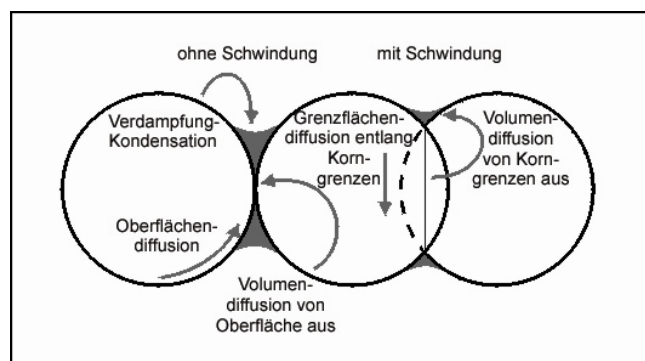 ohne Schwindung
mit Schwindung
Verdampfung-
Kondensation
Grenzflächen-
diffusion entlang
Korn-
grenzen
Volumen-
diffusion
von Korn-
grenzen aus
Oberflächen-
diffusion
Volumen-
diffusion von
Oberfläche aus